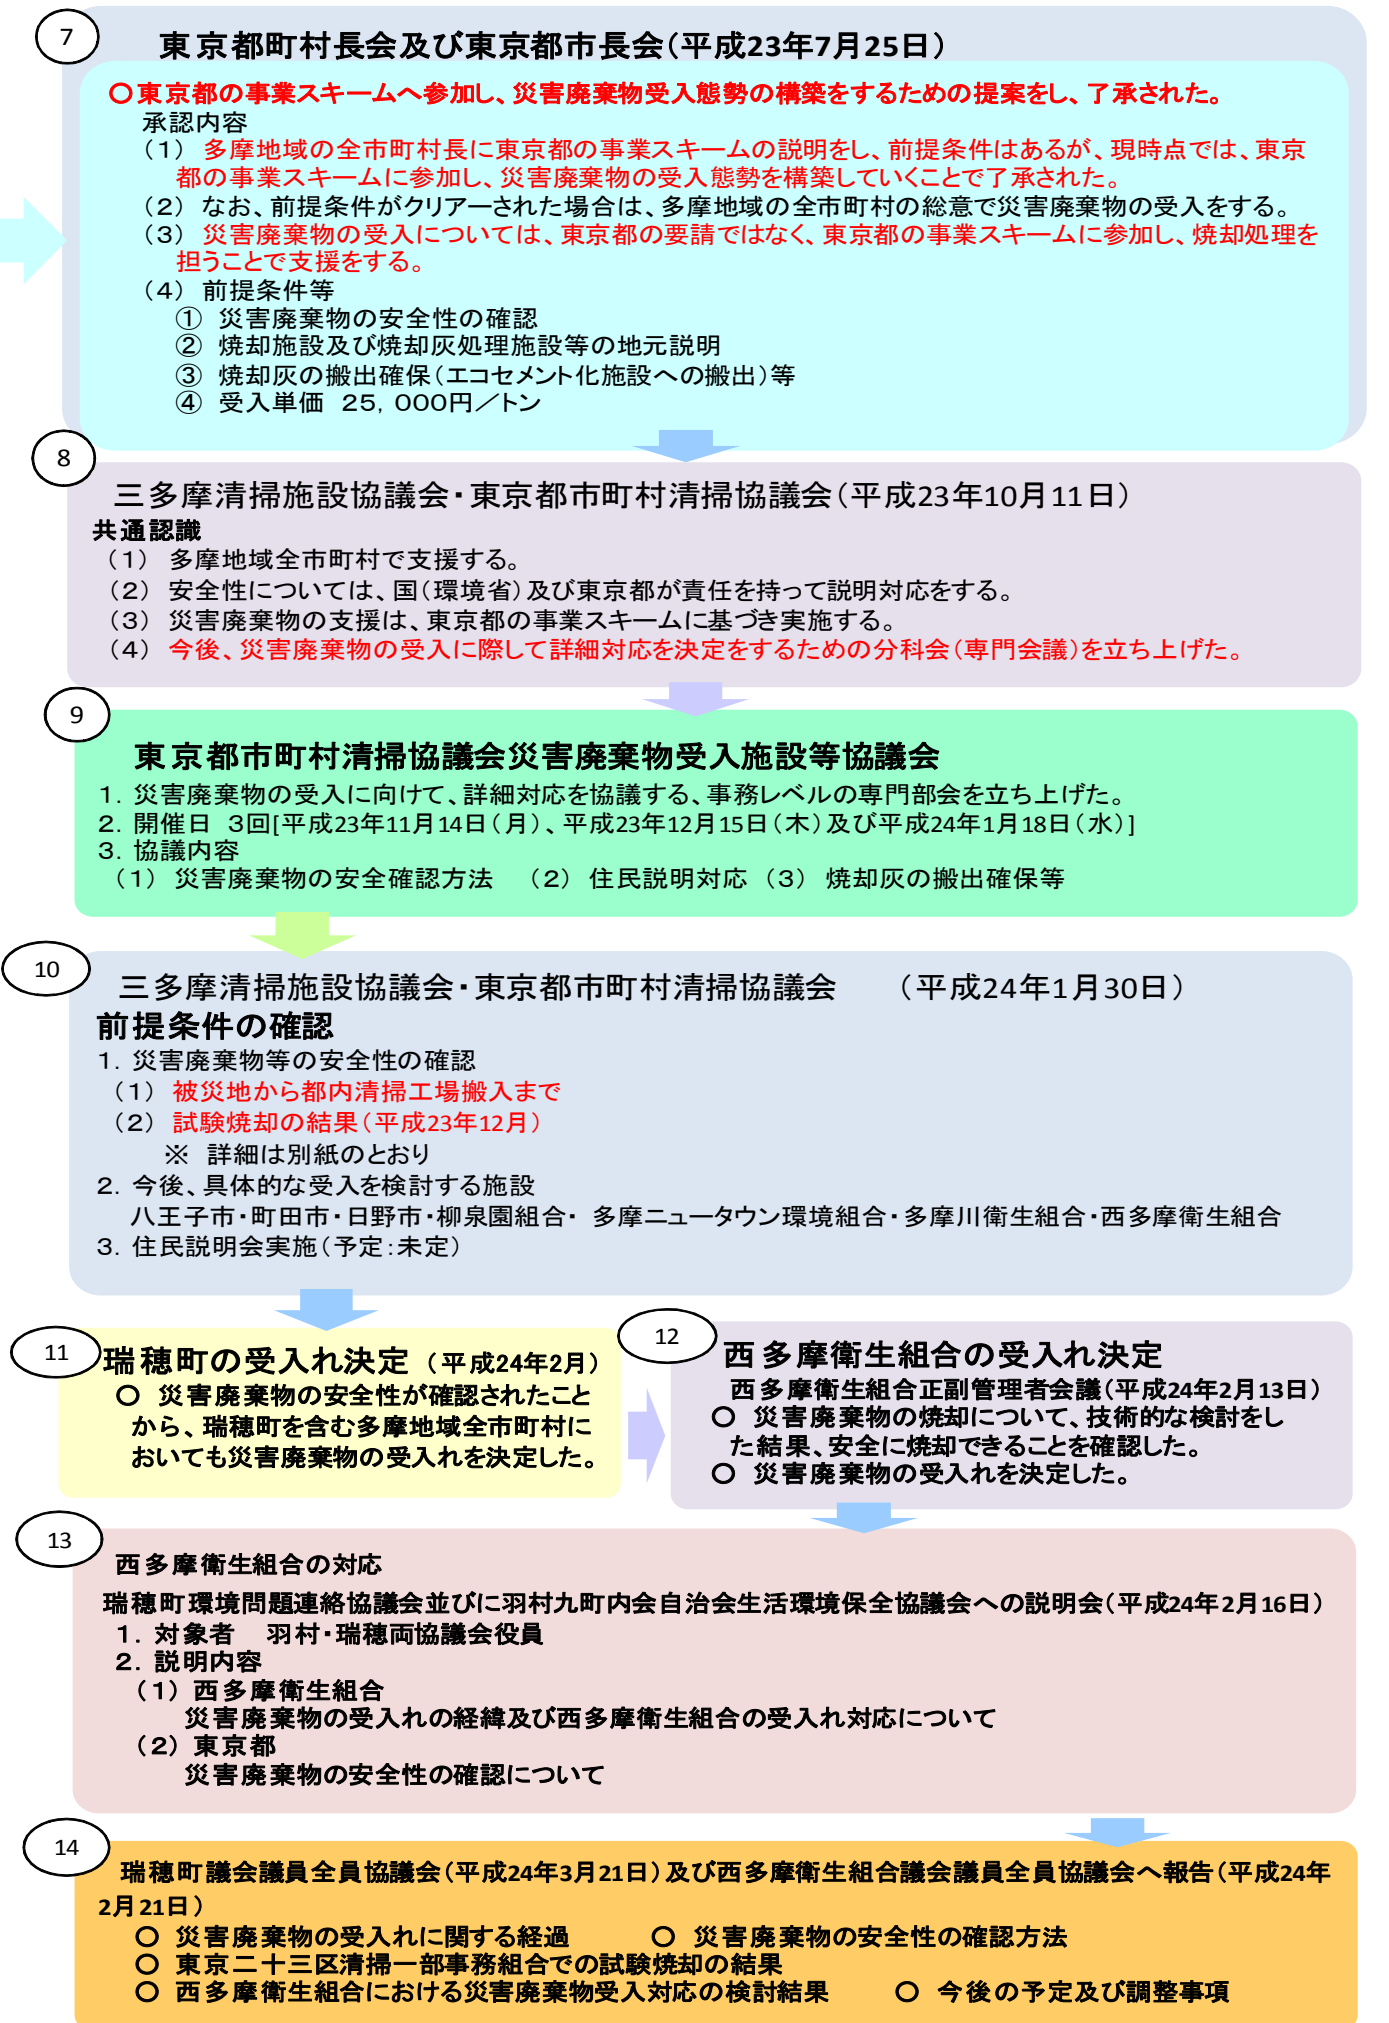 7
東京都町村長会及び東京都市長会(平成23年7月25日)
○東京都の事業スキームへ参加し、災害廃棄物受入態勢の構築をするための提案をし、了承された。
承認内容
(1) 多摩地域の全市町村長に東京都の事業スキームの説明をし、前提条件はあるが、現時点では、東京
都の事業スキームに参加し、災害廃棄物の受入態勢を構築していくことで了承された。
(2) なお、前提条件がクリアーされた場合は、多摩地域の全市町村の総意で災害廃棄物の受入をする。
(3) 災害廃棄物の受入については、東京都の要請ではなく、東京都の事業スキームに参加し、焼却処理を
担うことで支援をする。
(4) 前提条件等
① 災害廃棄物の安全性の確認
② 焼却施設及び焼却灰処理施設等の地元説明
③ 焼却灰の搬出確保(エコセメント化施設への搬出)等
④ 受入単価 25,000円/トン
8
三多摩清掃施設協議会・東京都市町村清掃協議会(平成23年10月11日)
共通認識
(1) 多摩地域全市町村で支援する。
(2) 安全性については、国(環境省)及び東京都が責任を持って説明対応をする。
(3) 災害廃棄物の支援は、東京都の事業スキームに基づき実施する。
(4) 今後、災害廃棄物の受入に際して詳細対応を決定をするための分科会(専門会議)を立ち上げた。
9
東京都市町村清掃協議会災害廃棄物受入施設等協議会
1. 災害廃棄物の受入に向けて、詳細対応を協議する、事務レベルの専門部会を立ち上げた。
2. 開催日 3回[平成23年11月14日(月)、平成23年12月15日(木)及び平成24年1月18日(水)]
3. 協議内容
(1) 災害廃棄物の安全確認方法 (2) 住民説明対応 (3) 焼却灰の搬出確保等
10
三多摩清掃施設協議会・東京都市町村清掃協議会 (平成24年1月30日)
前提条件の確認
1. 災害廃棄物等の安全性の確認
(1) 被災地から都内清掃工場搬入まで
(2) 試験焼却の結果(平成23年12月)
※ 詳細は別紙のとおり
2. 今後、具体的な受入を検討する施設
八王子市・町田市・日野市・柳泉園組合・ 多摩ニュータウン環境組合・多摩川衛生組合・西多摩衛生組合
3. 住民説明会実施(予定:未定)
11
瑞穂町の受入れ決定 (平成24年2月)
○ 災害廃棄物の安全性が確認されたこと
から、瑞穂町を含む多摩地域全市町村に
おいても災害廃棄物の受入れを決定した。
12
西多摩衛生組合の受入れ決定
西多摩衛生組合正副管理者会議(平成24年2月13日)
○ 災害廃棄物の焼却について、技術的な検討をし
た結果、安全に焼却できることを確認した。
○ 災害廃棄物の受入れを決定した。
13
西多摩衛生組合の対応
瑞穂町環境問題連絡協議会並びに羽村九町内会自治会生活環境保全協議会への説明会(平成24年2月16日)
1. 対象者 羽村・瑞穂両協議会役員
2. 説明内容
(1) 西多摩衛生組合
災害廃棄物の受入れの経緯及び西多摩衛生組合の受入れ対応について
(2) 東京都
災害廃棄物の安全性の確認について
14
瑞穂町議会議員全員協議会(平成24年3月21日)及び西多摩衛生組合議会議員全員協議会へ報告(平成24年
2月21日)
○ 災害廃棄物の受入れに関する経過 ○ 災害廃棄物の安全性の確認方法
○ 東京二十三区清掃一部事務組合での試験焼却の結果
○ 西多摩衛生組合における災害廃棄物受入対応の検討結果 ○ 今後の予定及び調整事項